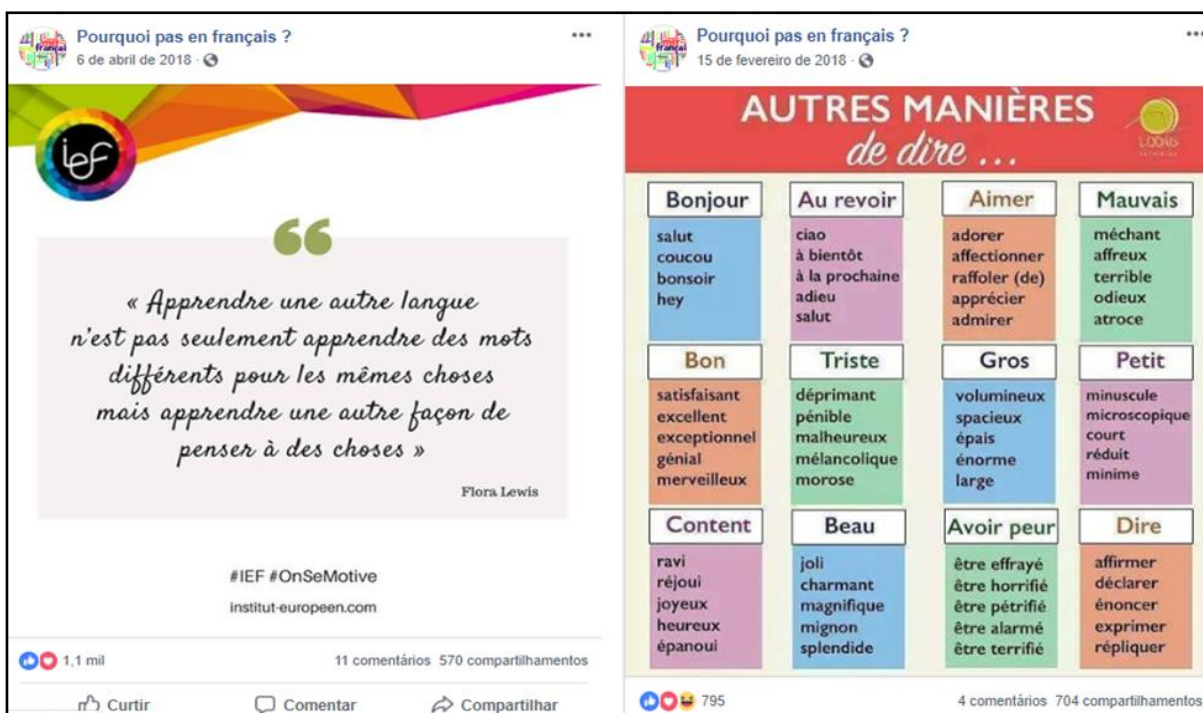 Pourquoi pas en français ?
6 de abril de 2018
ief
« Apprendre une autre langue
n'est pas seulement apprendre des mots
différents pour les mêmes choses
mais apprendre une autre façon de
penser à des choses »
Flora Lewis
#IEF #OnSeMotive
institut-europeen.com
1,1 mil
11 comentários 570 compartilhamentos
Curtir Comentar Compartilhar
Pourquoi pas en français ?
15 de fevereiro de 2018
AUTRES MANIÈRES
de dire ...
Bonjour
salut
coucou
bonsoir
hey
Au revoir
ciao
à bientôt
à la prochaine
adieu
salut
Aimer
adorer
affectionner
raffoler (de)
apprécier
admirer
Mauvais
méchant
affreux
terrible
odieux
atroce
Bon
satisfaisant
excellent
exceptionnel
génial
merveilleux
Triste
déprimant
pénible
malheureux
mélancolique
morose
Gros
volumineux
spacieux
épais
énorme
large
Petit
minuscule
microscopique
court
réduit
minime
Content
ravi
réjoui
joyeux
heureux
épanoui
Beau
joli
charmant
magnifique
mignon
splendide
Avoir peur
être effrayé
être horrifié
être pétrifié
être alarmé
être terrifié
Dire
affirmer
déclarer
énoncer
exprimer
répliquer
795
4 comentários 704 compartilhamentos